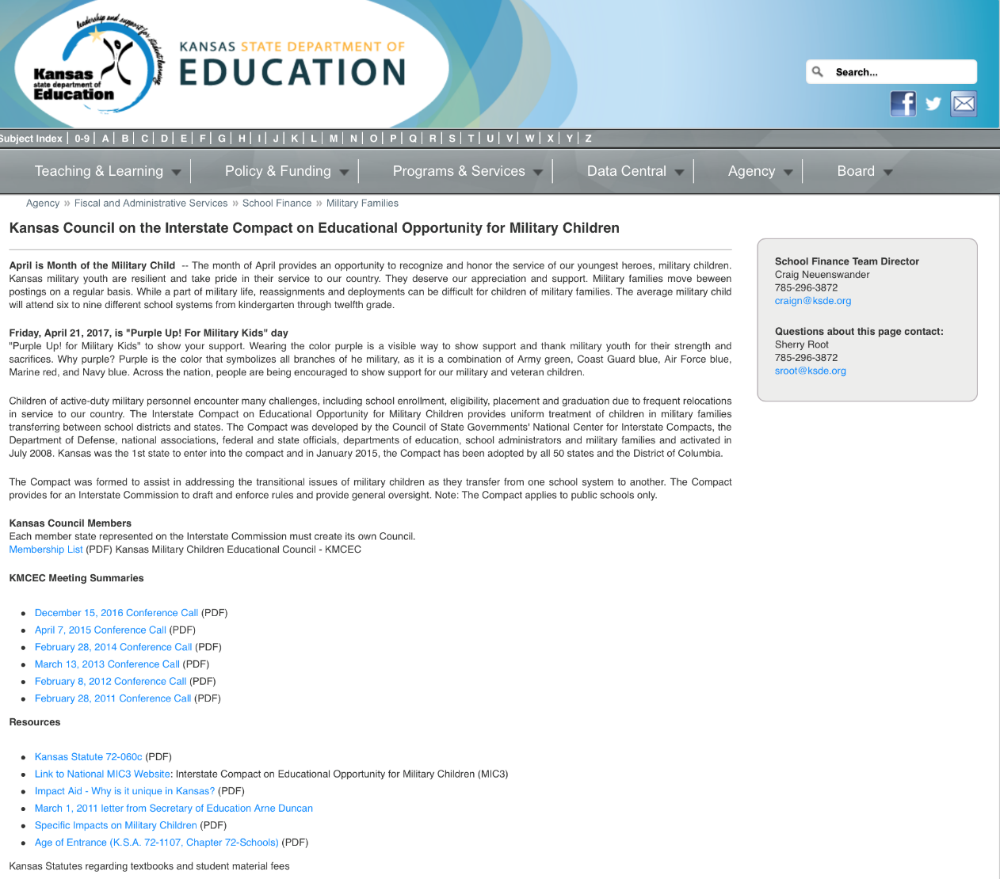 leadership and support for student learning
Kansas
state department of
Education
KANSAS STATE DEPARTMENT OF
EDUCATION
Search...
Subject Index | 0-9 | A | B | C | D | E | F | G | H | I | J | K | L | M | N | O | P | Q | R | S | T | U | V | W | X | Y | Z
Teaching & Learning | Policy & Funding | Programs & Services | Data Central | Agency | Board
Agency » Fiscal and Administrative Services » School Finance » Military Families
Kansas Council on the Interstate Compact on Educational Opportunity for Military Children
April is Month of the Military Child -- The month of April provides an opportunity to recognize and honor the service of our youngest heroes, military children.
Kansas military youth are resilient and take pride in their service to our country. They deserve our appreciation and support. Military families move beween
postings on a regular basis. While a part of military life, reassignments and deployments can be difficult for children of military families. The average military child
will attend six to nine different school systems from kindergarten through twelfth grade.
Friday, April 21, 2017, is "Purple Up! For Military Kids" day
"Purple Up! for Military Kids" to show your support. Wearing the color purple is a visible way to show support and thank military youth for their strength and
sacrifices. Why purple? Purple is the color that symbolizes all branches of he military, as it is a combination of Army green, Coast Guard blue, Air Force blue,
Marine red, and Navy blue. Across the nation, people are being encouraged to show support for our military and veteran children.
Children of active-duty military personnel encounter many challenges, including school enrollment, eligibility, placement and graduation due to frequent relocations
in service to our country. The Interstate Compact on Educational Opportunity for Military Children provides uniform treatment of children in military families
transferring between school districts and states. The Compact was developed by the Council of State Governments' National Center for Interstate Compacts, the
Department of Defense, national associations, federal and state officials, departments of education, school administrators and military families and activated in
July 2008. Kansas was the 1st state to enter into the compact and in January 2015, the Compact has been adopted by all 50 states and the District of Columbia.
The Compact was formed to assist in addressing the transitional issues of military children as they transfer from one school system to another. The Compact
provides for an Interstate Commission to draft and enforce rules and provide general oversight. Note: The Compact applies to public schools only.
Kansas Council Members
Each member state represented on the Interstate Commission must create its own Council.
Membership List (PDF) Kansas Military Children Educational Council - KMCEC
KMCEC Meeting Summaries
• December 15, 2016 Conference Call (PDF)
• April 7, 2015 Conference Call (PDF)
• February 28, 2014 Conference Call (PDF)
• March 13, 2013 Conference Call (PDF)
• February 8, 2012 Conference Call (PDF)
• February 28, 2011 Conference Call (PDF)
Resources
• Kansas Statute 72-060c (PDF)
• Link to National MIC3 Website: Interstate Compact on Educational Opportunity for Military Children (MIC3)
• Impact Aid - Why is it unique in Kansas? (PDF)
• March 1, 2011 letter from Secretary of Education Arne Duncan
• Specific Impacts on Military Children (PDF)
• Age of Entrance (K.S.A. 72-1107, Chapter 72-Schools) (PDF)
Kansas Statutes regarding textbooks and student material fees
School Finance Team Director
Craig Neuenswander
785-296-3872
craign@ksde.org
Questions about this page contact:
Sherry Root
785-296-3872
sroot@ksde.org